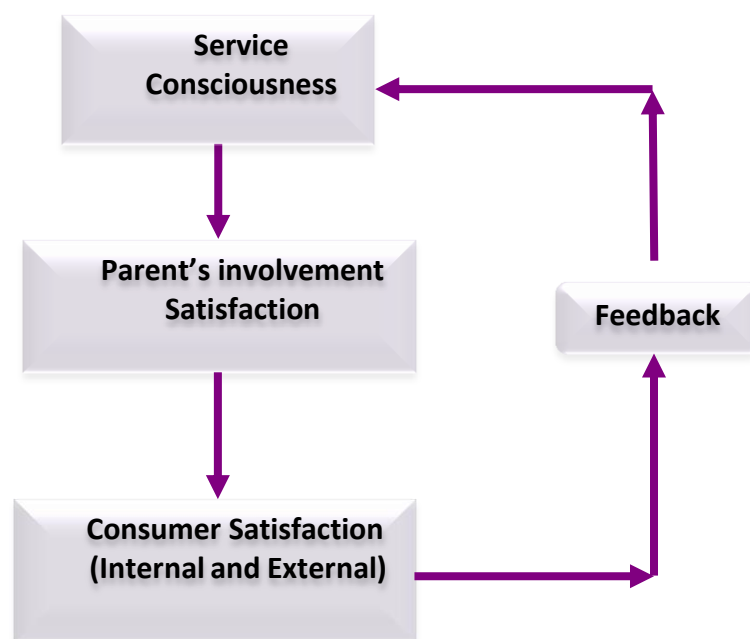 Service
Consciousness
Parent’s involvement
Satisfaction
Feedback
Consumer Satisfaction
(Internal and External)